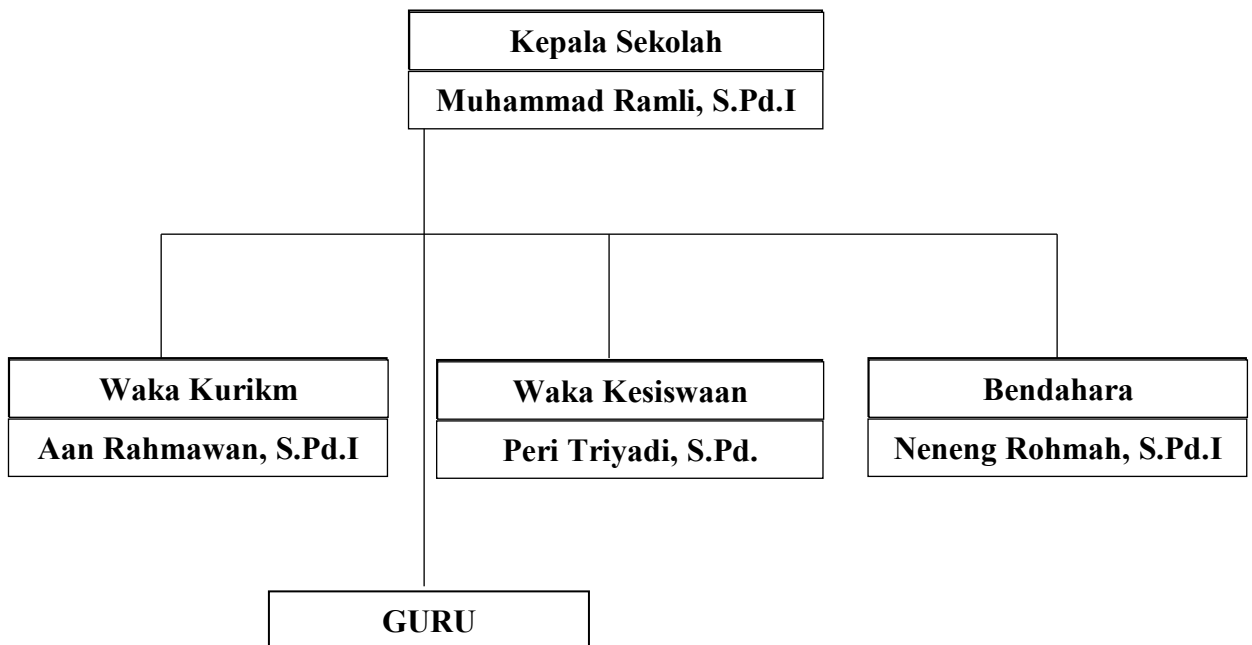 Kepala Sekolah
Muhammad Ramli, S.Pd.I
Waka Kurikm
Aan Rahmawan, S.Pd.I
Waka Kesiswaan
Peri Triyadi, S.Pd.
Bendahara
Neneng Rohmah, S.Pd.I
GURU